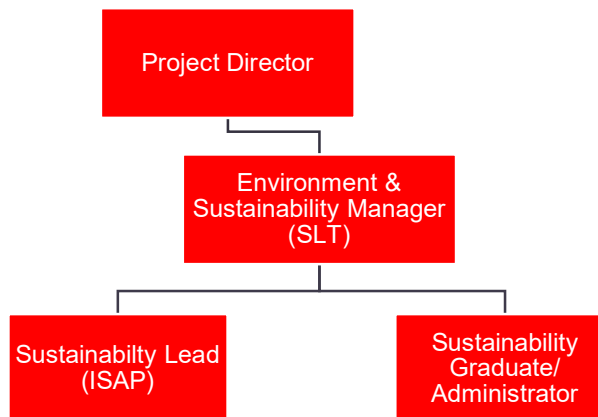 Project Director
Environment &
Sustainability Manager
(SLT)
Sustainabilty Lead
(ISAP)
Sustainability
Graduate/
Administrator